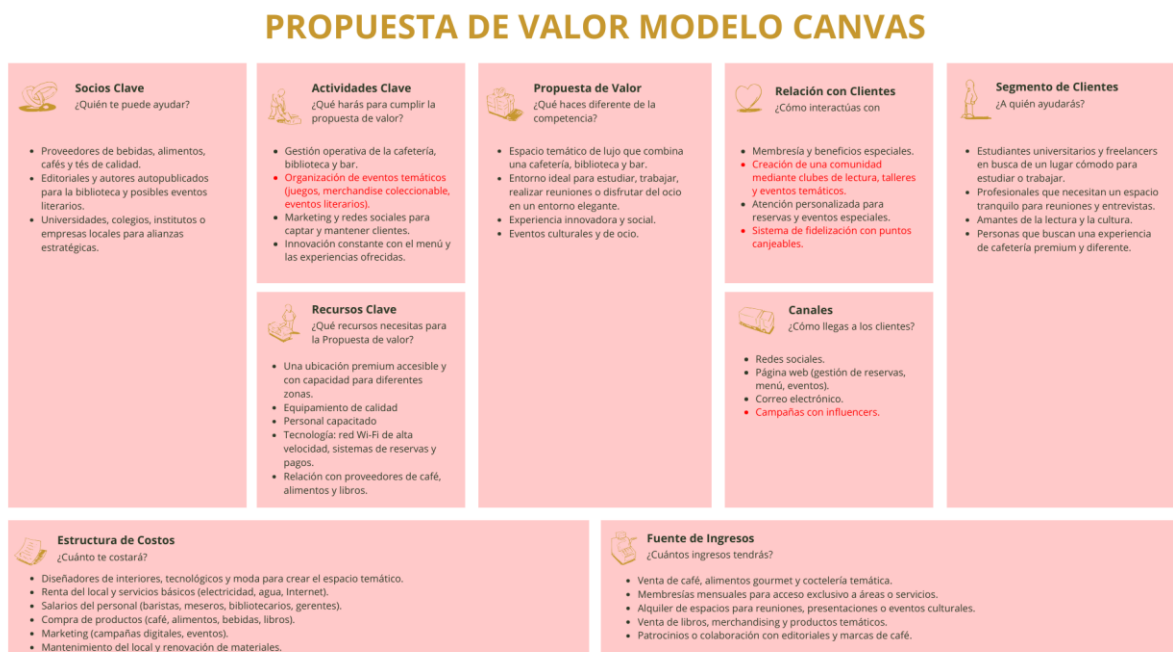 PROPUESTA DE VALOR MODELO CANVAS
Socios Clave
¿Quién te puede ayudar?
• Proveedores de bebidas, alimentos,
cafés y tés de calidad.
• Editoriales y autores autopublicados
para la biblioteca y posibles eventos
literarios.
• Universidades, colegios, institutos o
empresas locales para alianzas
estratégicas.
Actividades Clave
¿Qué harás para cumplir la
propuesta de valor?
• Gestión operativa de la cafetería,
biblioteca y bar.
• Organización de eventos temáticos
(juegos, merchandise coleccionable,
eventos literarios).
• Marketing y redes sociales para
captar y mantener clientes.
• Innovación constante con el menú y
las experiencias ofrecidas.
Recursos Clave
¿Qué recursos necesitas para
la Propuesta de valor?
• Una ubicación premium accesible y
con capacidad para diferentes
zonas.
• Equipamiento de calidad
• Personal capacitado
• Tecnología: red Wi-Fi de alta
velocidad, sistemas de reservas y
pagos.
• Relación con proveedores de café,
alimentos y libros.
Propuesta de Valor
¿Qué haces diferente de la
competencia?
• Espacio temático de lujo que combina
una cafetería, biblioteca y bar.
• Entorno ideal para estudiar, trabajar,
realizar reuniones o disfrutar del ocio
en un entorno elegante.
• Experiencia innovadora y social.
• Eventos culturales y de ocio.
Relación con Clientes
¿Cómo interactúas con
• Membresía y beneficios especiales.
• Creación de una comunidad
mediante clubes de lectura, talleres
y eventos temáticos.
• Atención personalizada para
reservas y eventos especiales.
• Sistema de fidelización con puntos
canjeables.
Canales
¿Cómo llegas a los clientes?
• Redes sociales.
• Página web (gestión de reservas,
menú, eventos).
• Correo electrónico.
• Campañas con influencers.
Segmento de Clientes
¿A quién ayudarás?
• Estudiantes universitarios y freelancers
en busca de un lugar cómodo para
estudiar o trabajar.
• Profesionales que necesitan un espacio
tranquilo para reuniones y entrevistas.
• Amantes de la lectura y la cultura.
• Personas que buscan una experiencia
de cafetería premium y diferente.
Estructura de Costos
¿Cuánto te costará?
• Diseñadores de interiores, tecnológicos y moda para crear el espacio temático.
• Renta del local y servicios básicos (electricidad, agua, Internet).
• Salarios del personal (baristas, meseros, bibliotecarios, gerentes).
• Compra de productos (café, alimentos, bebidas, libros).
• Marketing (campañas digitales, eventos).
• Mantenimiento del local y renovación de materiales.
Fuente de Ingresos
¿Cuántos ingresos tendrás?
• Venta de café, alimentos gourmet y coctelería temática.
• Membresías mensuales para acceso exclusivo a áreas o servicios.
• Alquiler de espacios para reuniones, presentaciones o eventos culturales.
• Venta de libros, merchandising y productos temáticos.
• Patrocinios o colaboración con editoriales y marcas de café.